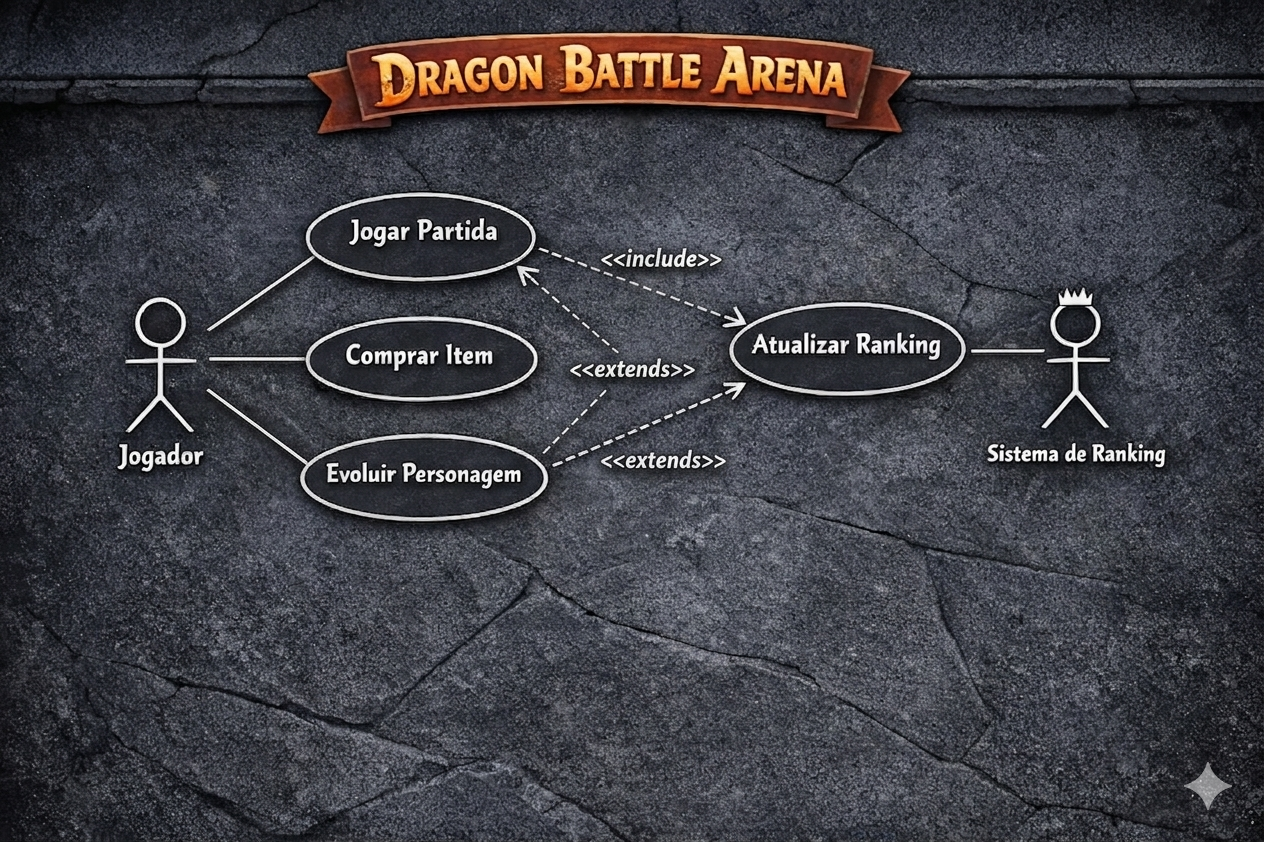 DRAGON BATTLE ARENA
Jogar Partida
<<include>>
Comprar Item
<<extends>>
Atualizar Ranking
Evoluir Personagem
<<extends>>
Jogador
Sistema de Ranking